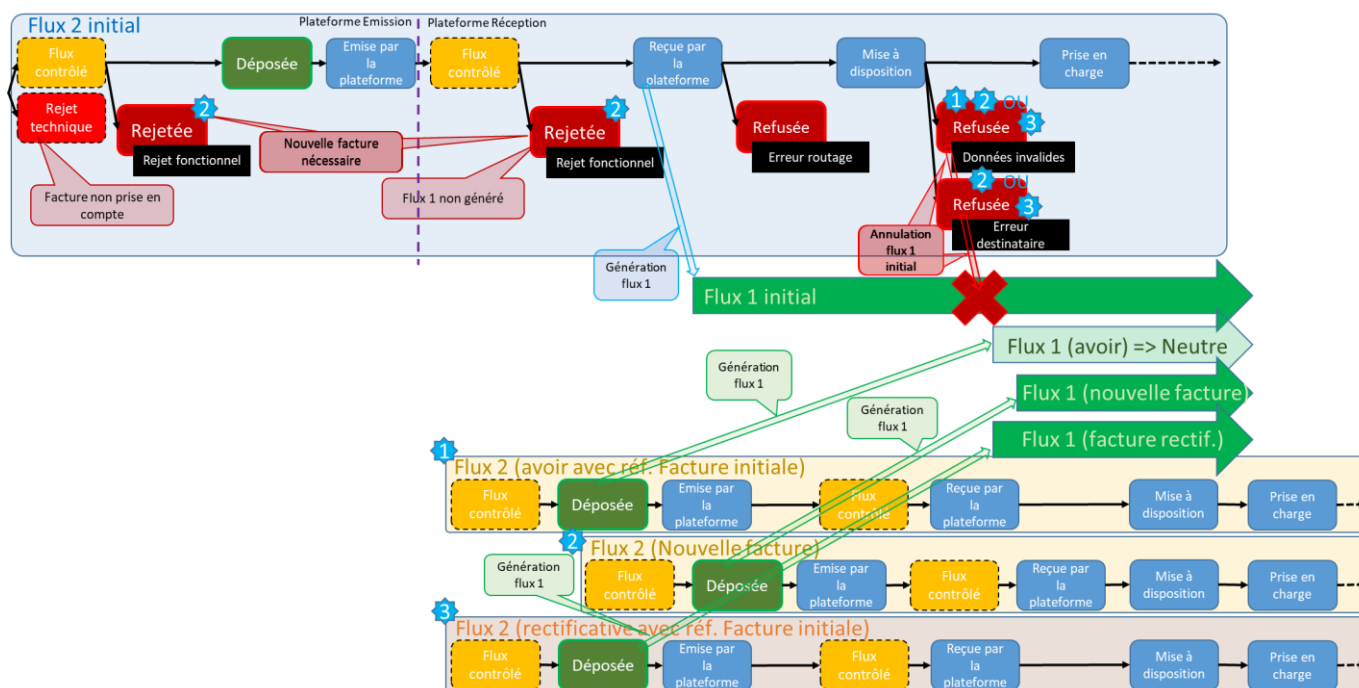 Flux 2 initial
Plateforme Emission
Plateforme Réception
Flux
contrôlé
Déposée
Emise par
la
plateforme
Flux
contrôlé
Reçue par
la
plateforme
Mise à
disposition
Prise en
charge
Rejet
technique
2
Rejetée
Rejet fonctionnel
Nouvelle facture
nécessaire
2
Rejetée
Rejet fonctionnel
Refusée
Erreur routage
1 2 OU
Refusée 3
Données invalides
2 OU
Refusée 3
Erreur
destinataire
Facture non prise en
compte
Flux 1 non généré
Annulation
flux 1
initial
Génération
flux 1
Flux 1 initial
Flux 1 (avoir) => Neutre
Génération
flux 1
Flux 1 (nouvelle facture)
Génération
flux 1
Flux 1 (facture rectif.)
1
Flux 2 (avoir avec réf. Facture initiale)
Flux
contrôlé
Déposée
Emise par
la
plateforme
Flux
contrôlé
Reçue par
la
plateforme
Mise à
disposition
Prise en
charge
2
Flux 2 (Nouvelle facture)
Génération
flux 1
Flux
contrôlé
Déposée
Emise par
la
plateforme
Flux
contrôlé
Reçue par
la
plateforme
Mise à
disposition
Prise en
charge
3
Flux 2 (rectificative avec réf. Facture initiale)
Flux
contrôlé
Déposée
Emise par
la
plateforme
Flux
contrôlé
Reçue par
la
plateforme
Mise à
disposition
Prise en
charge